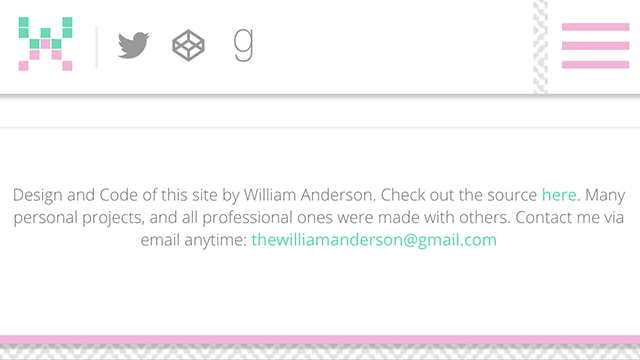 g
Design and Code of this site by William Anderson. Check out the source here. Many
personal projects, and all professional ones were made with others. Contact me via
email anytime: thewilliamanderson@gmail.com